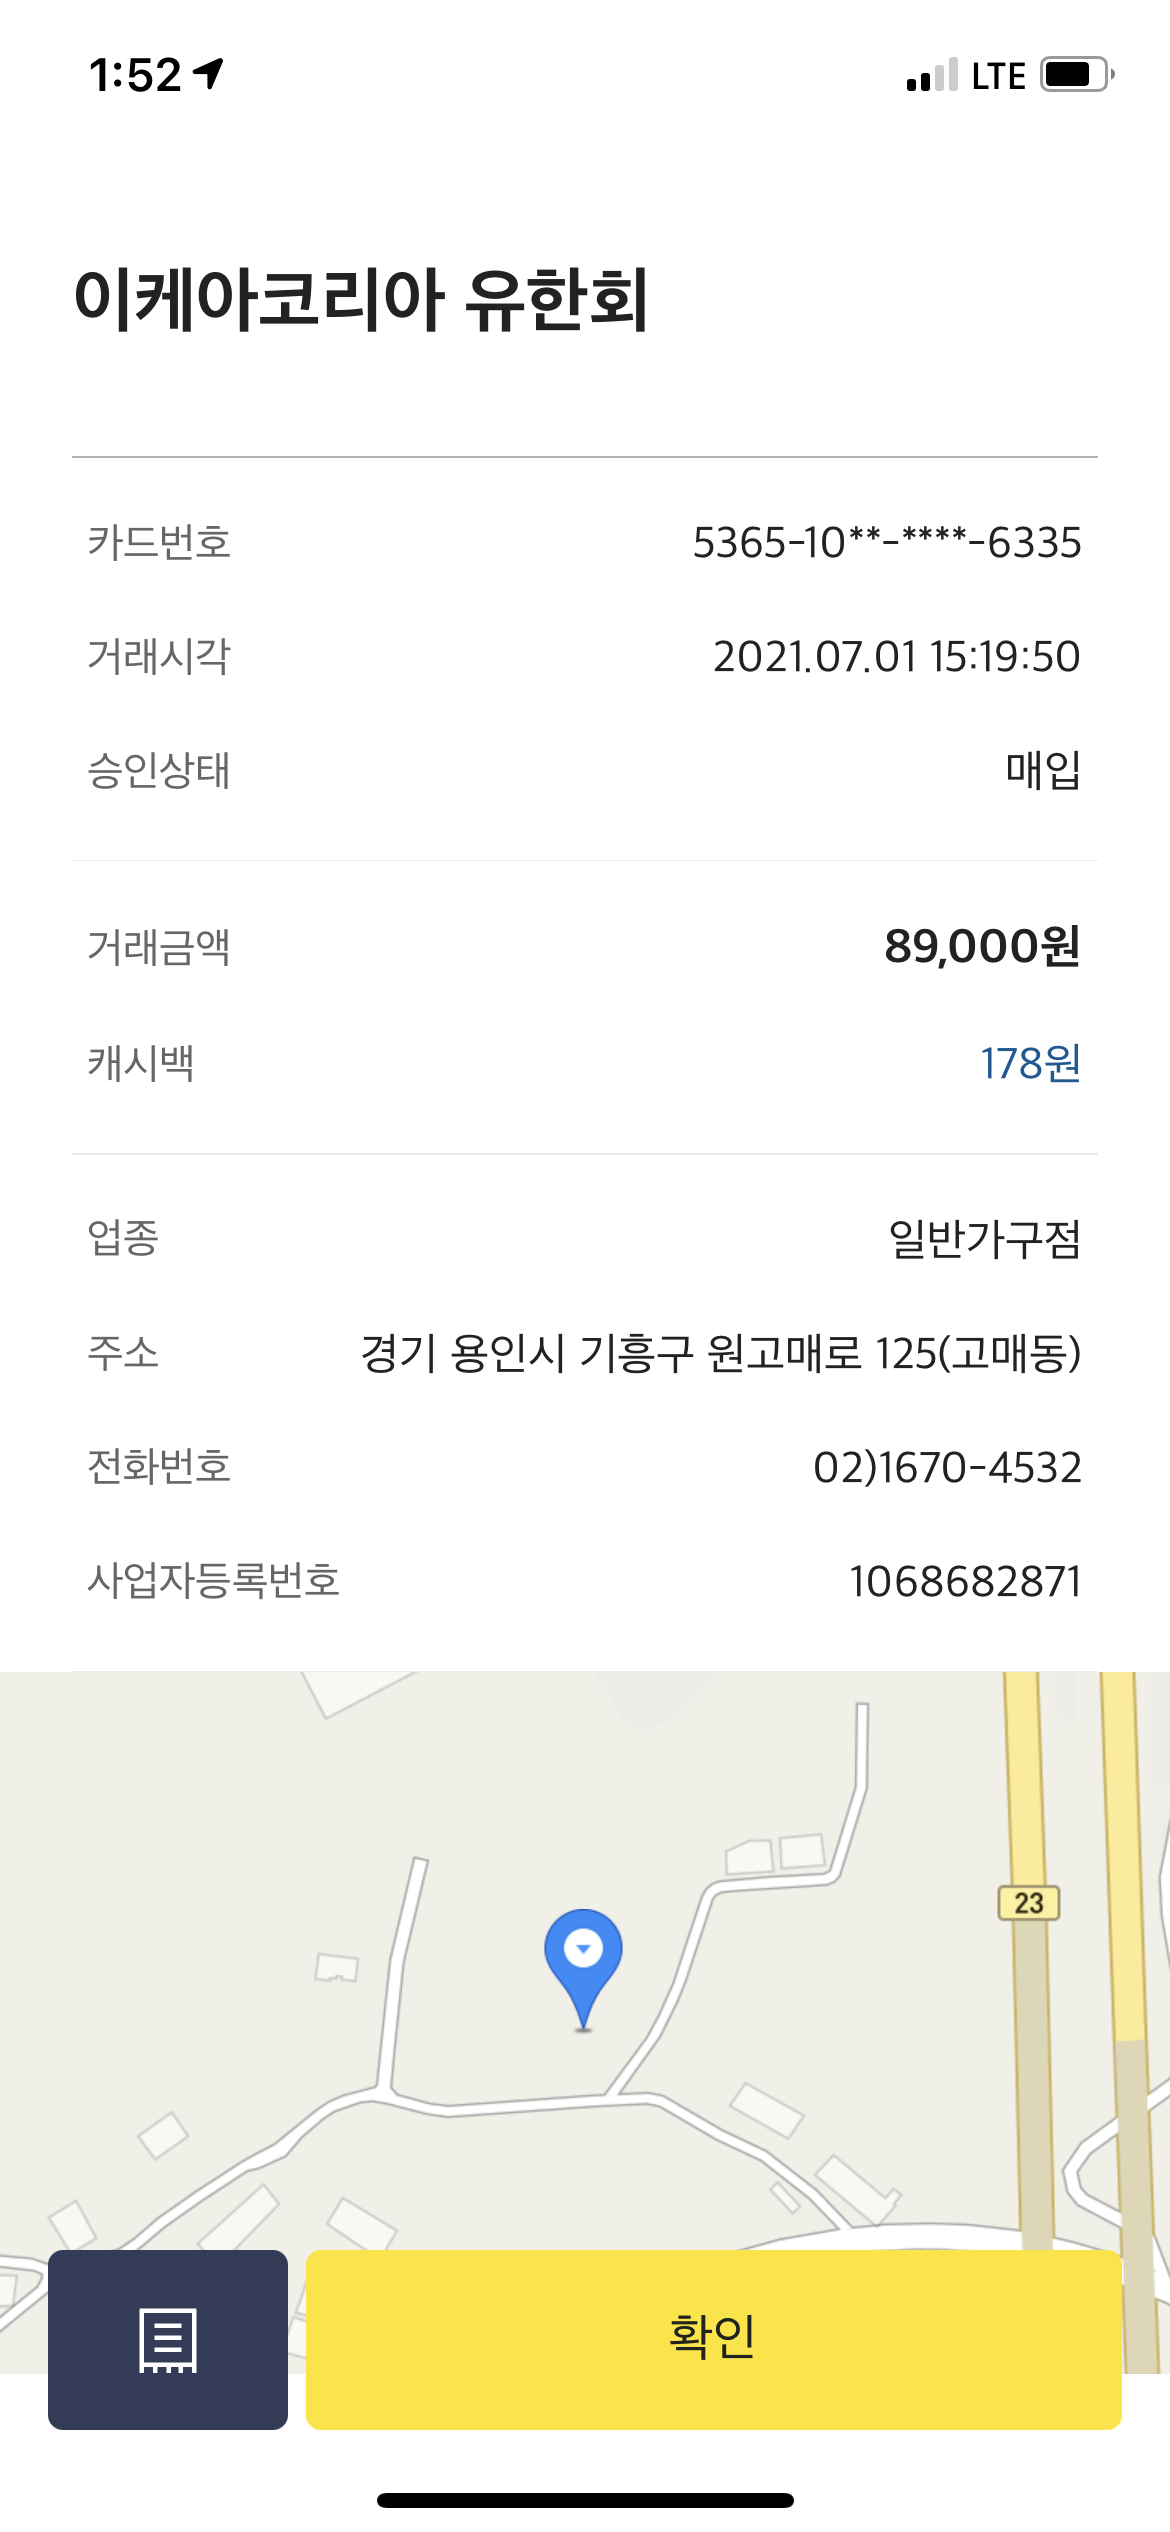 1:52 LTE
이케아코리아 유한회
카드번호 5365-10**-****-6335
거래시각 2021.07.01 15:19:50
승인상태 매입
거래금액 89,000원
캐시백 178원
업종 일반가구점
주소 경기 용인시 기흥구 원고매로 125(고매동)
전화번호 02)1670-4532
사업자등록번호 1068682871
23
확인